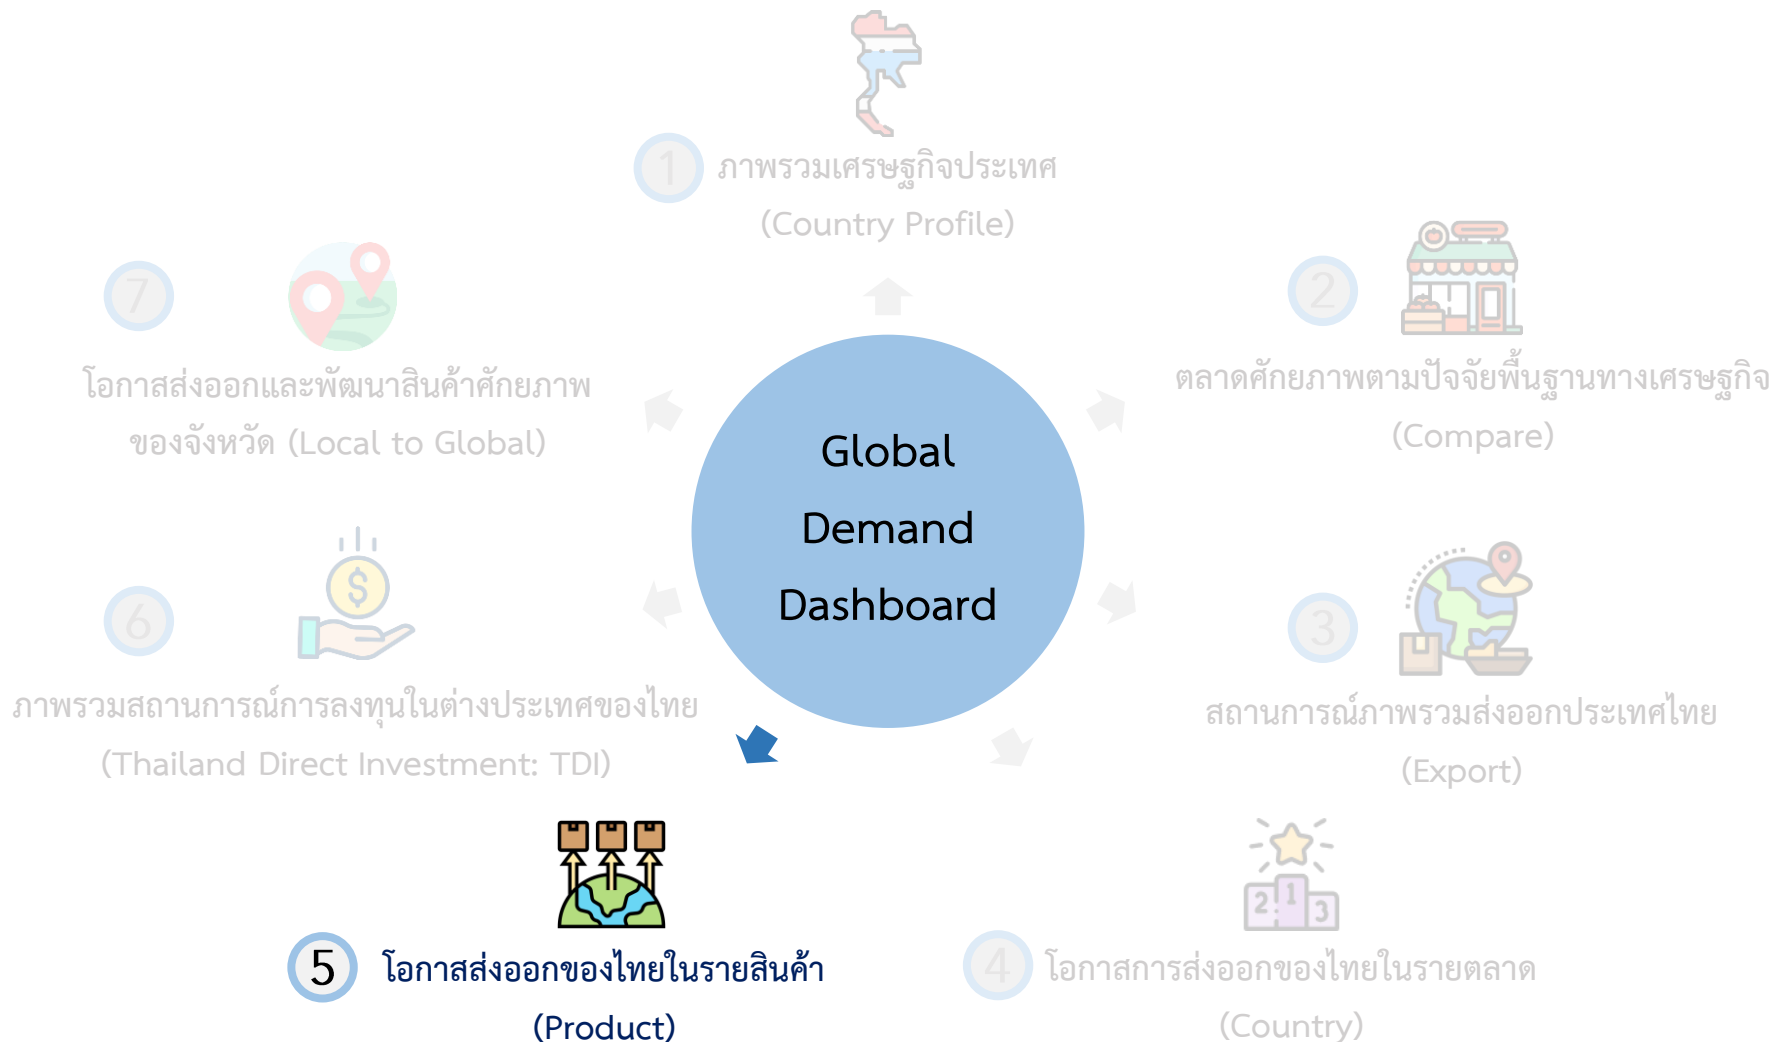 1
ภาพรวมเศรษฐกิจประเทศ
(Country Profile)
2
ตลาดศักยภาพตามปัจจัยพื้นฐานทางเศรษฐกิจ
(Compare)
3
สถานการณ์ภาพรวมส่งออกประเทศไทย
(Export)
4
โอกาสการส่งออกของไทยในรายตลาด
(Country)
2 1 3
5
โอกาสส่งออกของไทยในรายสินค้า
(Product)
6
$
ภาพรวมสถานการณ์การลงทุนในต่างประเทศของไทย
(Thailand Direct Investment: TDI)
7
โอกาสส่งออกและพัฒนาสินค้าศักยภาพ
ของจังหวัด (Local to Global)
Global
Demand
Dashboard